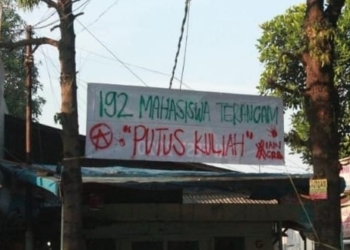 192 MAHASISWA TERANCAM
"PUTUS KULIAH"